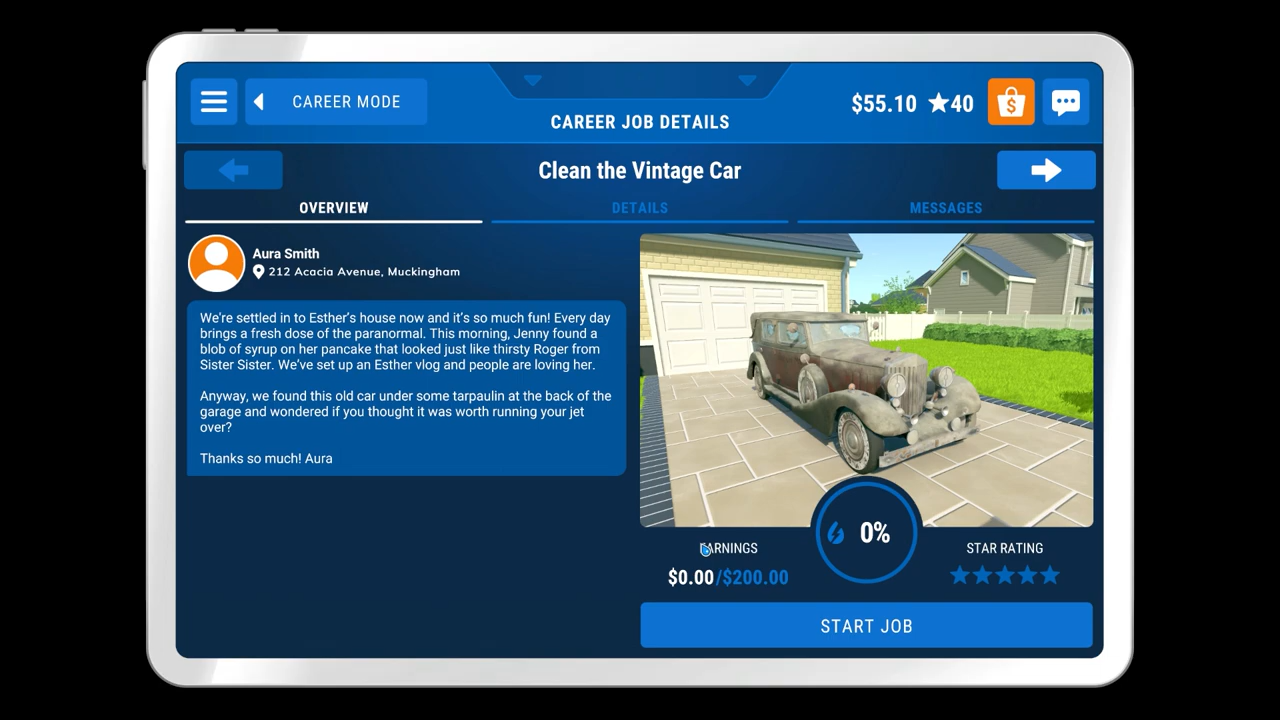 CAREER MODE
CAREER JOB DETAILS
$55.10 ★40
$
Clean the Vintage Car
OVERVIEW
DETAILS
MESSAGES
Aura Smith
212 Acacia Avenue, Muckingham
We're settled in to Esther's house now and it's so much fun! Every day
brings a fresh dose of the paranormal. This morning, Jenny found a
blob of syrup on her pancake that looked just like thirsty Roger from
Sister Sister. We've set up an Esther vlog and people are loving her.
Anyway, we found this old car under some tarpaulin at the back of the
garage and wondered if you thought it was worth running your jet
over?
Thanks so much! Aura
0%
EARNINGS
$0.00/$200.00
STAR RATING
START JOB